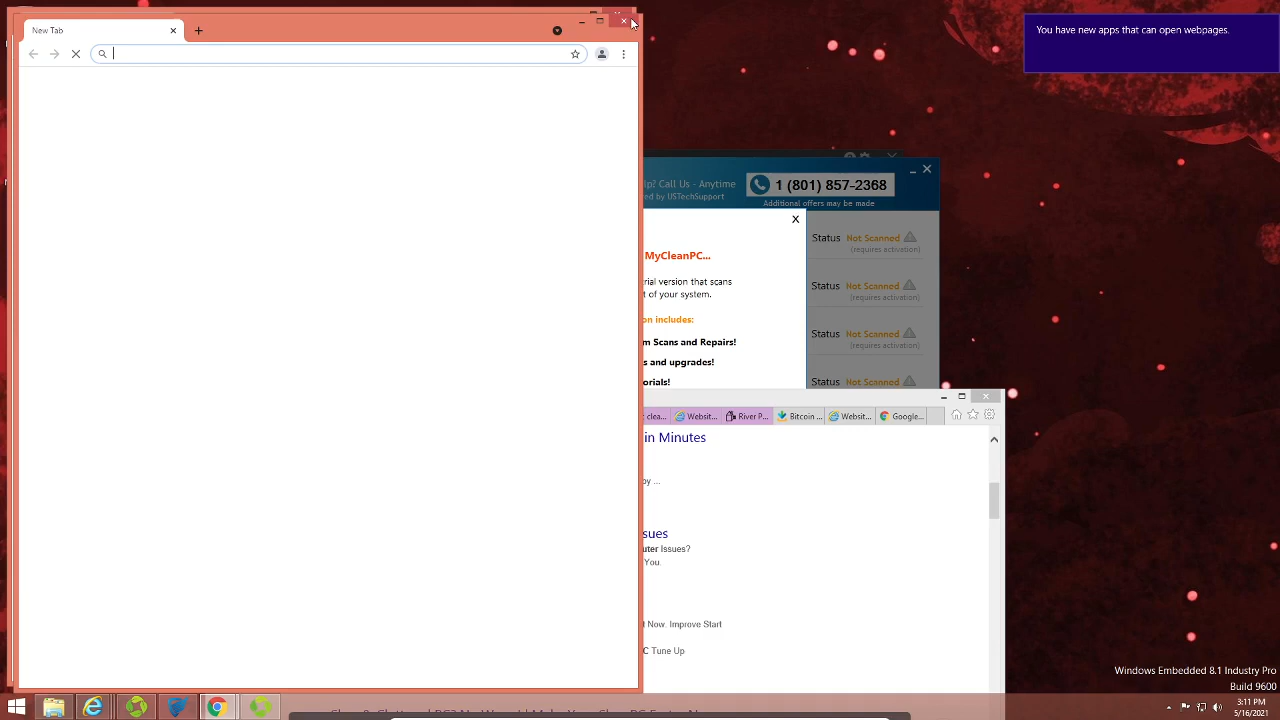 New Tab
You have new apps that can open webpages.
lp? Call Us - Anytime
ed by USTechSupport
1 (801) 857-2368
Additional offers may be made
X
MyCleanPC...
rial version that scans
t of your system.
on includes:
m Scans and Repairs!
s and upgrades!
orials!
Status Not Scanned
(requires activation)
Status Not Scanned
(requires activation)
Status Not Scanned
(requires activation)
Status Not Scanned
(requires activation)
t clea...
Websit...
River P...
Bitcoin ...
Websit...
Google...
in Minutes
by ...
sues
uter Issues?
You.
t Now. Improve Start
C Tune Up
Windows Embedded 8.1 Industry Pro
Build 9600
3:11 PM
5/16/2021